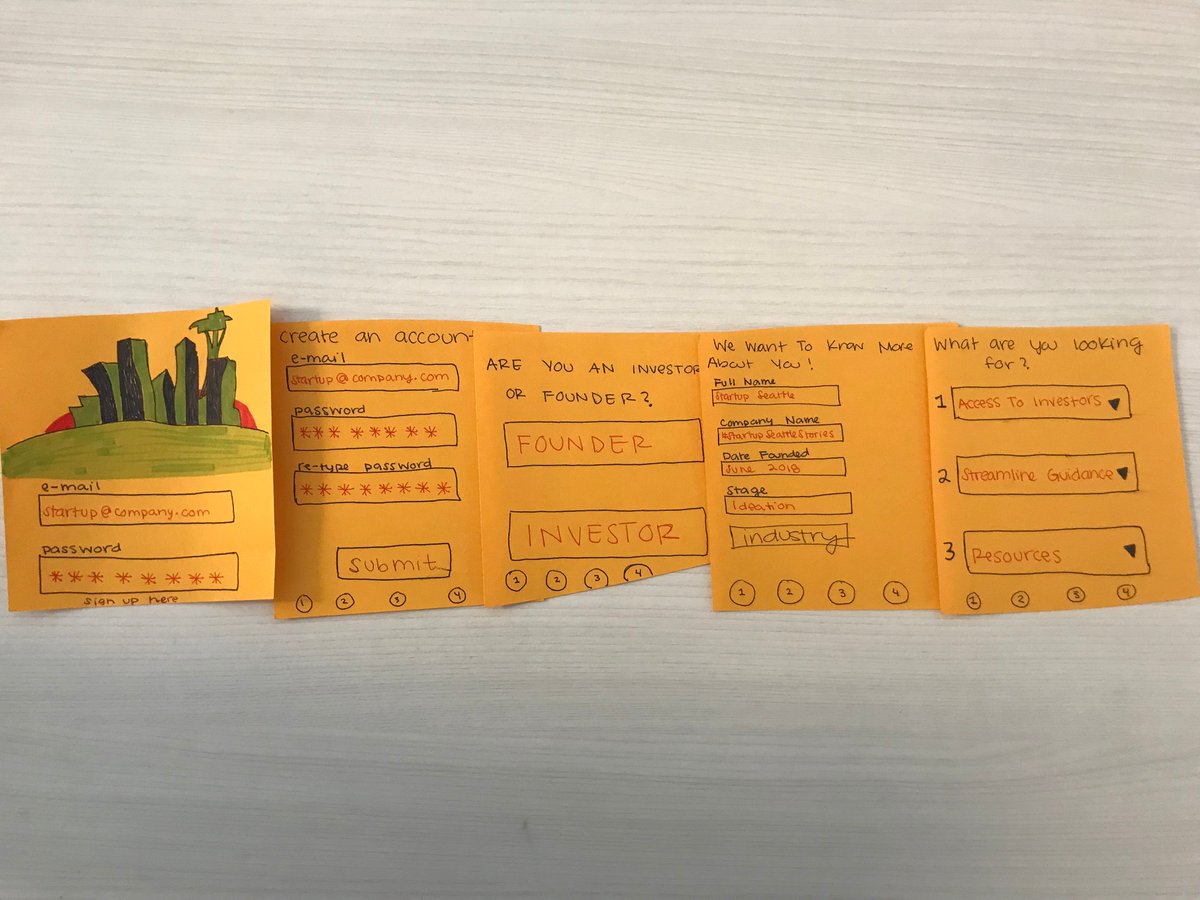 e-mail
startup@company.com
password
*** *****
sign up here
create an account
e-mail
startup@company.com
password
*** *****
re-type password
********
submit
1 2 3 4
ARE YOU AN INVESTOR
OR FOUNDER?
FOUNDER
INVESTOR
1 2 3 4
We Want To Know More
About You!
Full Name
Startup Seattle
Company Name
#StartupSeattleStories
Date Founded
June 2018
Stage
Ideation
industry
1 2 3 4
What are you looking
for?
1 Access To Investors
2 Streamline Guidance
3 Resources
1 2 3 4